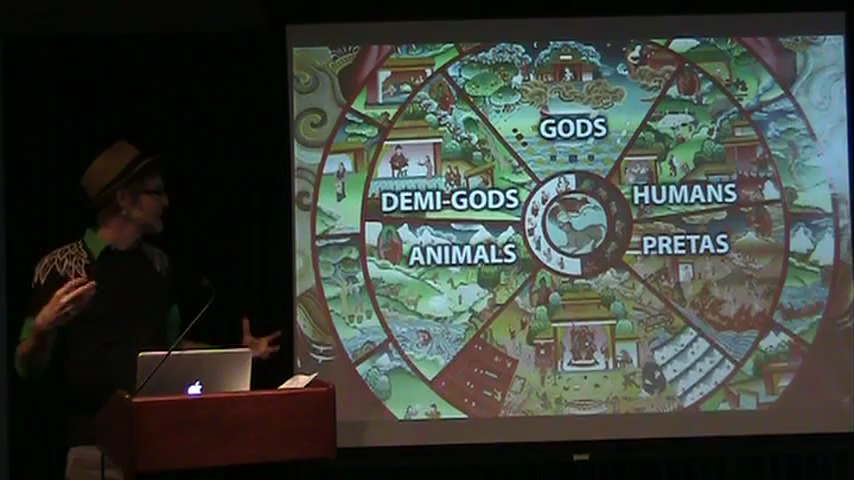 GODS
DEMI-GODS
HUMANS
ANIMALS
PRETAS